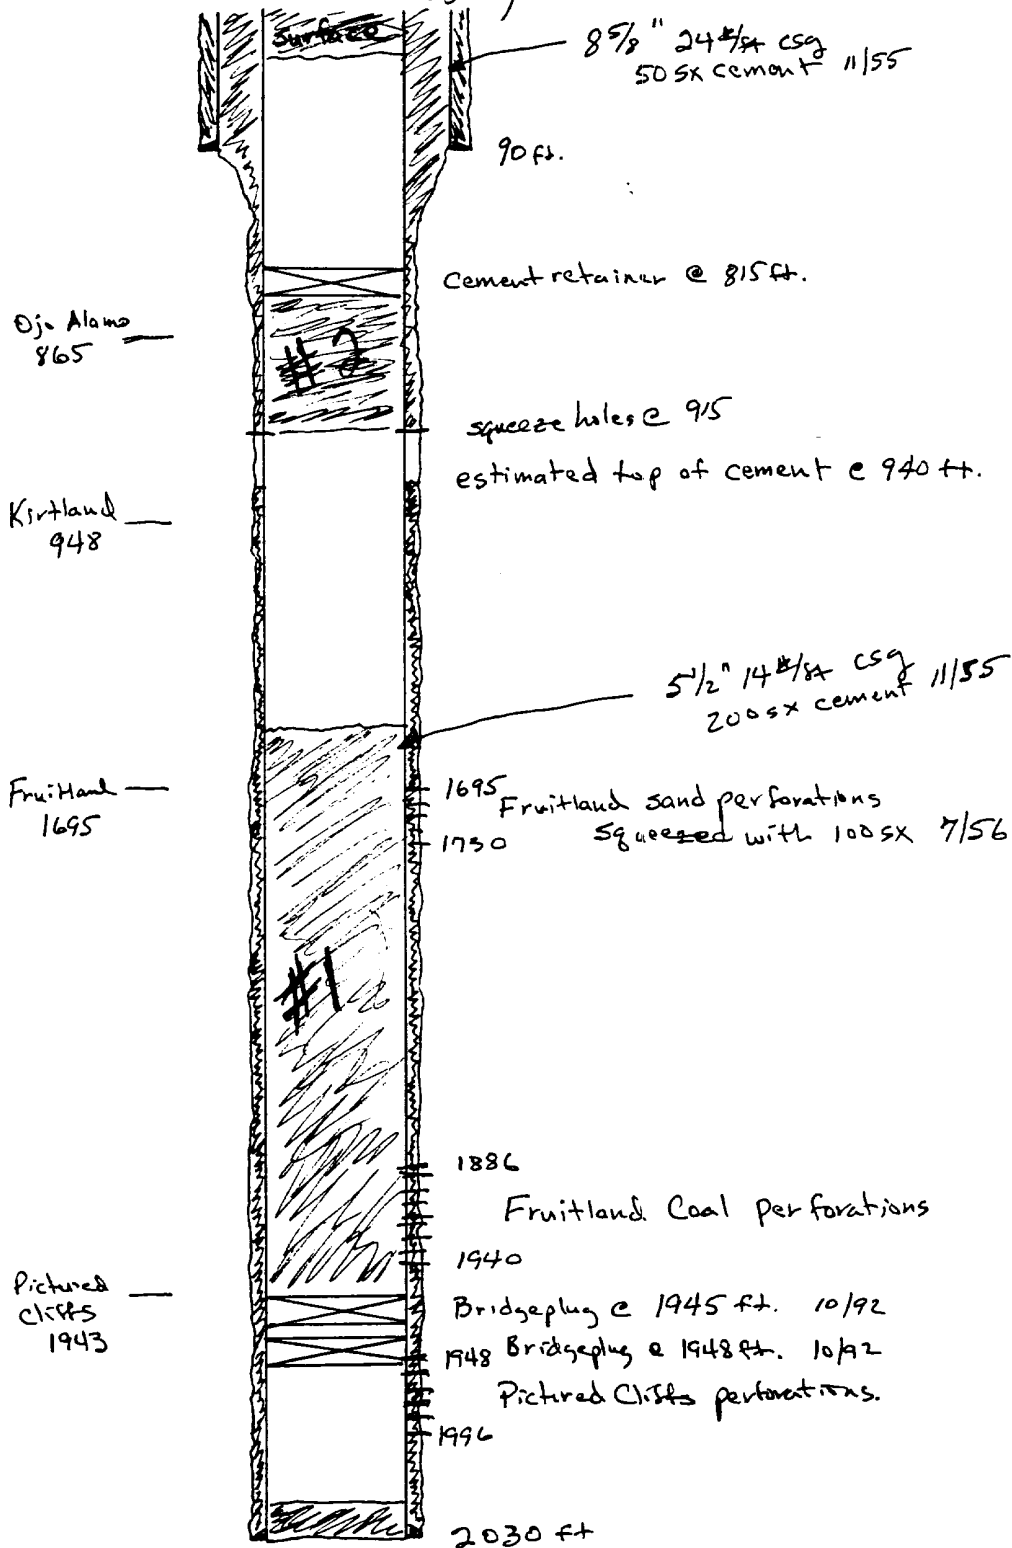 surface
8 5/8" 24#/ft csg
50 sx cement 11/55
90 ft.
cement retainer @ 815 ft.
Ojo Alamo
865
#2
squeeze holes @ 915
estimated top of cement @ 940 ft.
Kirtland
948
5 1/2" 14#/ft csg
200 sx cement 11/55
Fruitland
1695
1695
Fruitland sand perforations
squeezed with 100 sx 7/56
1730
#1
1886
Fruitland Coal perforations
1940
Pictured
Cliffs
1943
Bridgeplug @ 1945 ft. 10/92
1948 Bridgeplug @ 1948 ft. 10/92
Pictured Cliffs perforations.
1996
2030 ft